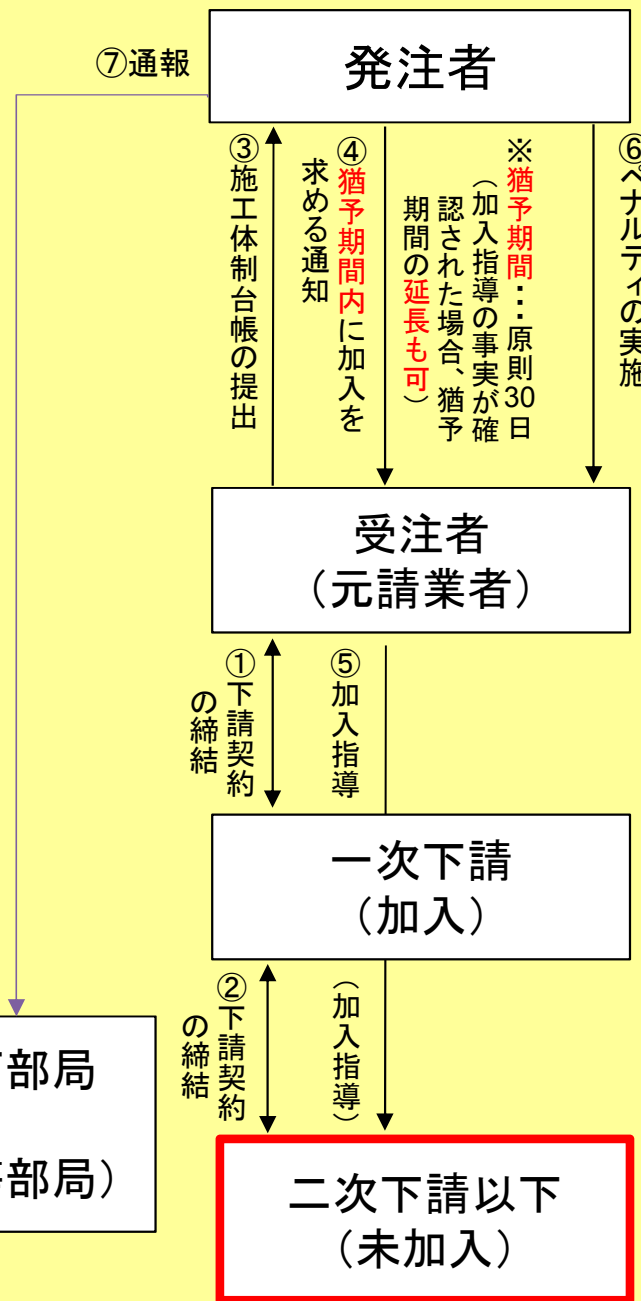 ⑦通報
発注者
③施工体制台帳の提出
④猶予期間内に加入を
求める通知
※猶予期間・・・原則30日
（加入指導の事実が確
認された場合、猶予
期間の延長も可）
⑥ペナルティの実施
受注者
（元請業者）
①下請契約
の締結
⑤加入指導
一次下請
（加入）
②下請契約
の締結
（加入指導）
部局
部局）
二次下請以下
（未加入）